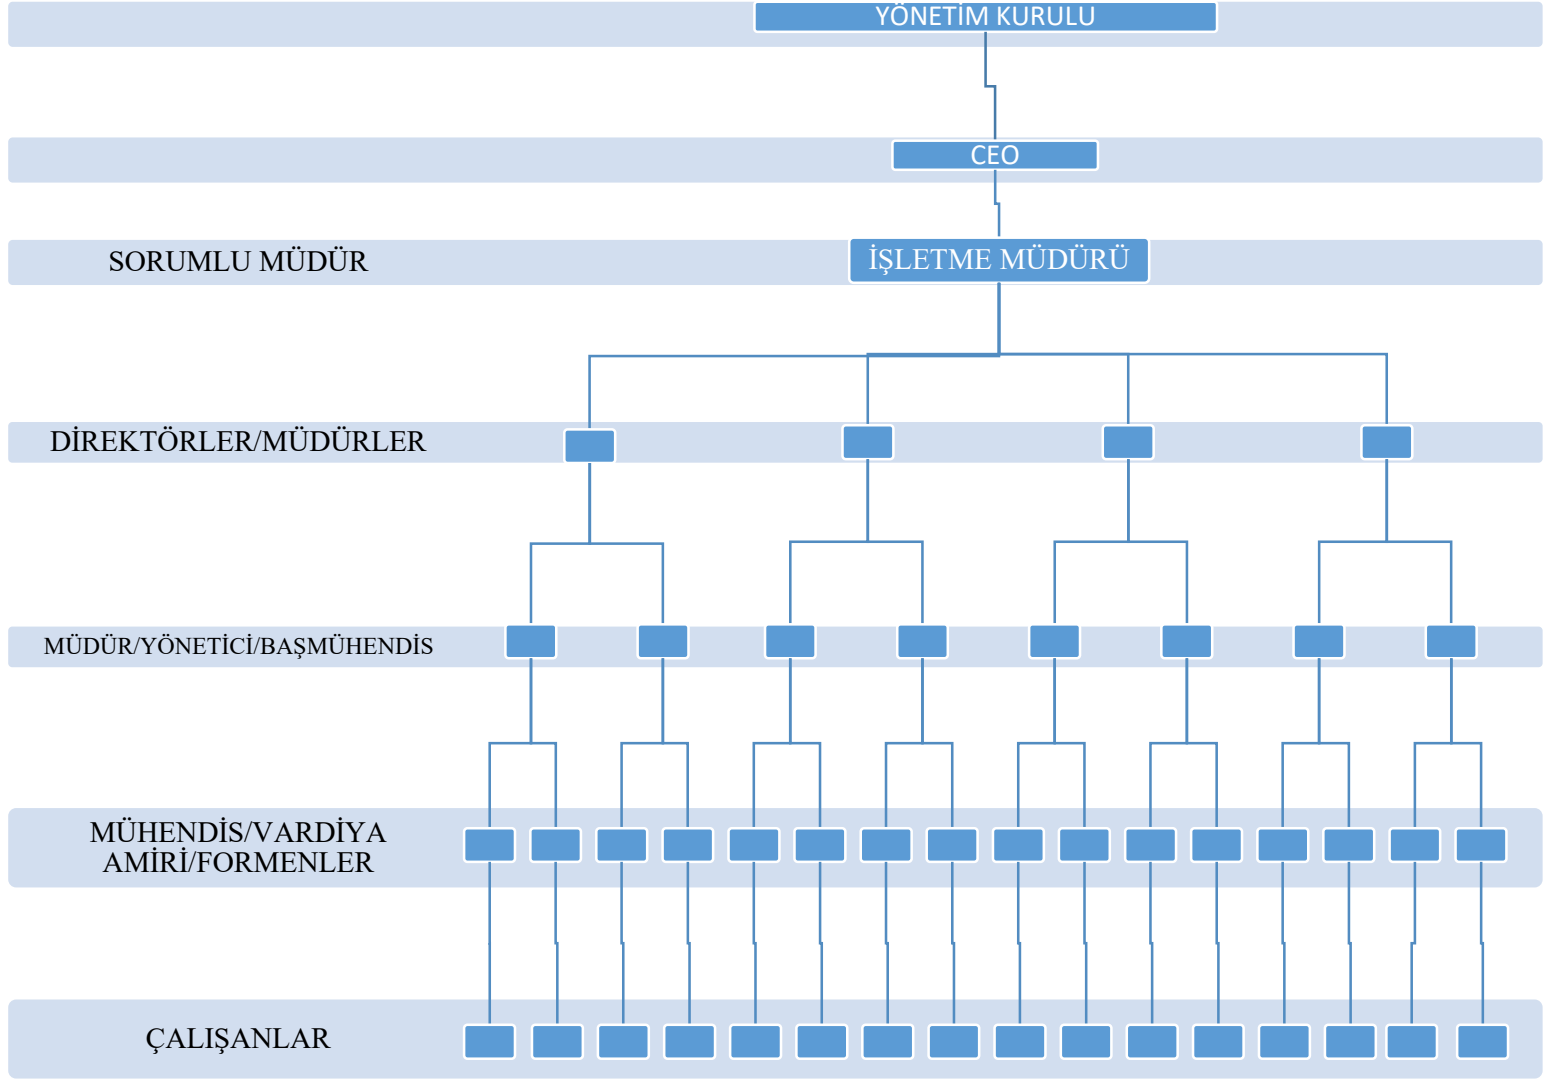 YÖNETİM KURULU
CEO
SORUMLU MÜDÜR
İŞLETME MÜDÜRÜ
DİREKTÖRLER/MÜDÜRLER
MÜDÜR/YÖNETİCİ/BAŞMÜHENDİS
MÜHENDİS/VARDİYA
AMİRİ/FORMENLER
ÇALIŞANLAR